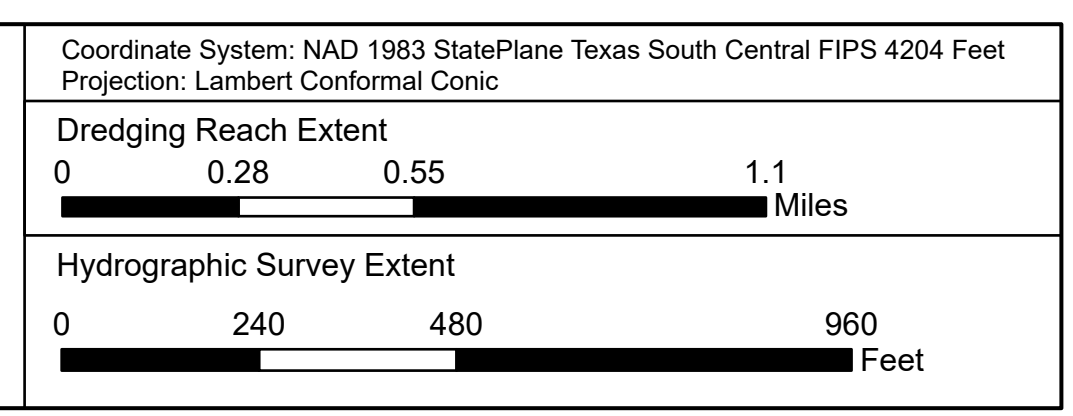 Coordinate System: NAD 1983 StatePlane Texas South Central FIPS 4204 Feet
Projection: Lambert Conformal Conic
Dredging Reach Extent
0 0.28 0.55 1.1
Miles
Hydrographic Survey Extent
0 240 480 960
Feet